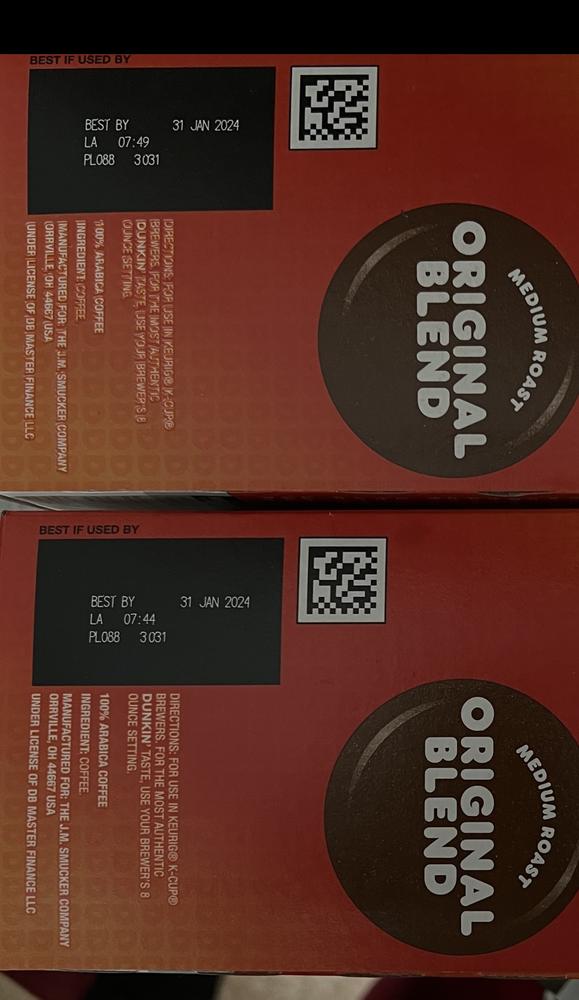 BEST IF USED BY
BEST BY 31 JAN 2024
LA 07:49
PL088 3031
DIRECTIONS: FOR USE IN KEURIG® K-CUP®
BREWERS. FOR THE MOST AUTHENTIC
DUNKIN' TASTE, USE YOUR BREWER'S 8
OUNCE SETTING.
100% ARABICA COFFEE
INGREDIENT: COFFEE.
MANUFACTURED FOR: THE J.M. SMUCKER COMPANY
ORRVILLE, OH 44667 USA
UNDER LICENSE OF DB MASTER FINANCE LLC
MEDIUM ROAST
ORIGINAL
BLEND
BEST IF USED BY
BEST BY 31 JAN 2024
LA 07:44
PL088 3031
DIRECTIONS: FOR USE IN KEURIG® K-CUP®
BREWERS. FOR THE MOST AUTHENTIC
DUNKIN' TASTE, USE YOUR BREWER'S 8
OUNCE SETTING.
100% ARABICA COFFEE
INGREDIENT: COFFEE.
MANUFACTURED FOR: THE J.M. SMUCKER COMPANY
ORRVILLE, OH 44667 USA
UNDER LICENSE OF DB MASTER FINANCE LLC
MEDIUM ROAST
ORIGINAL
BLEND